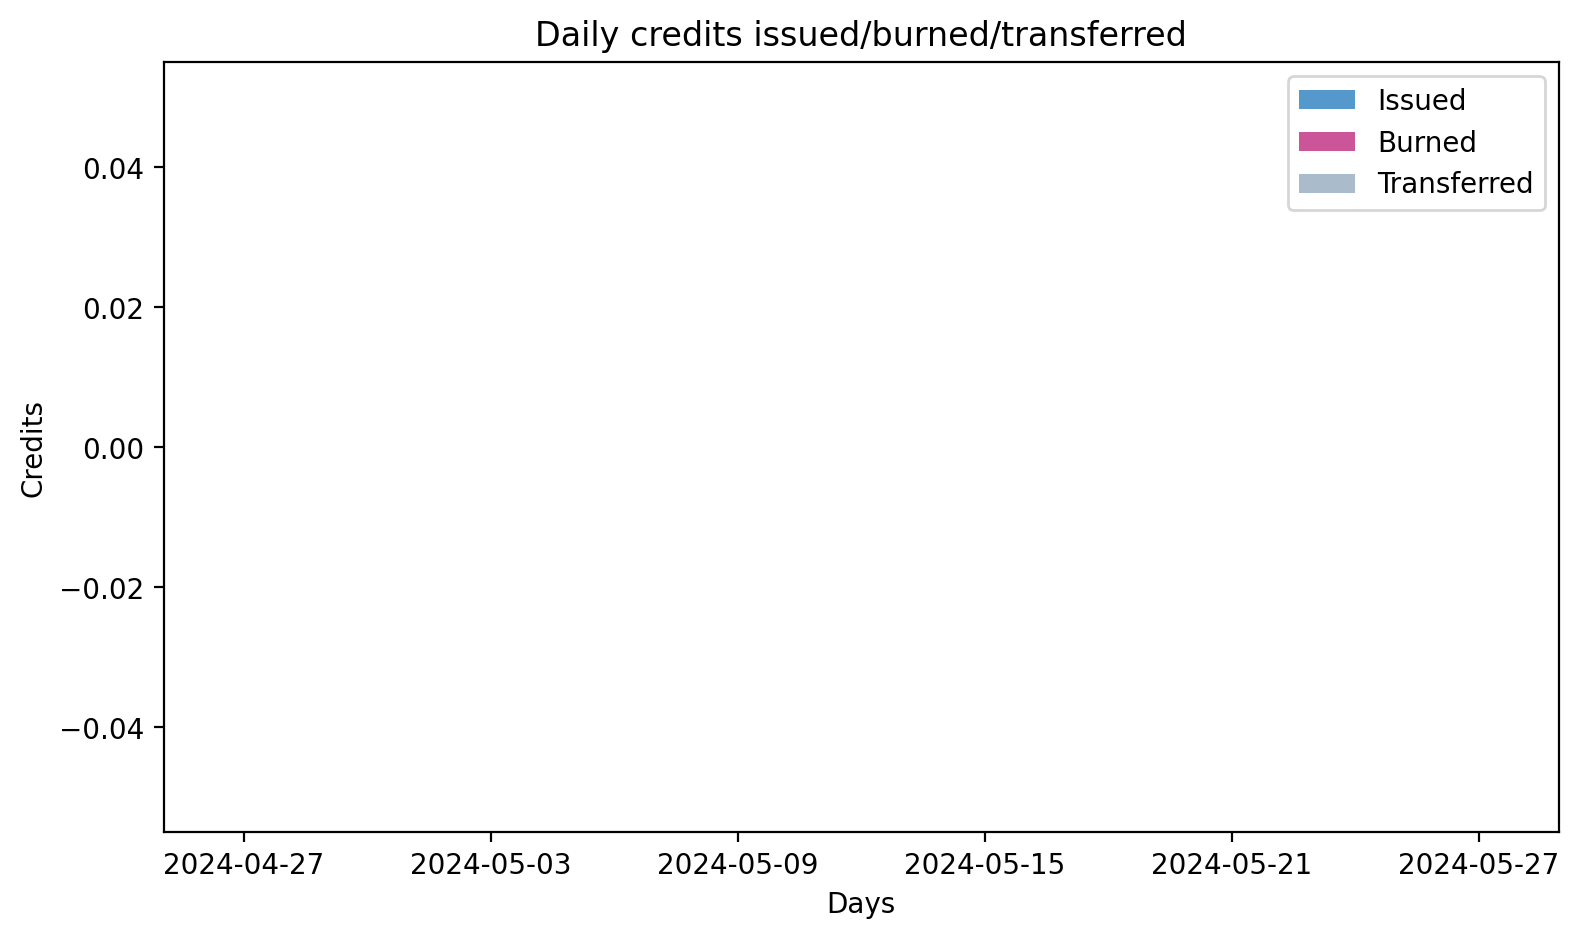 Daily credits issued/burned/transferred
Issued
Burned
Transferred
Credits
0.04
0.02
0.00
−0.02
−0.04
2024-04-27
2024-05-03
2024-05-09
2024-05-15
2024-05-21
2024-05-27
Days